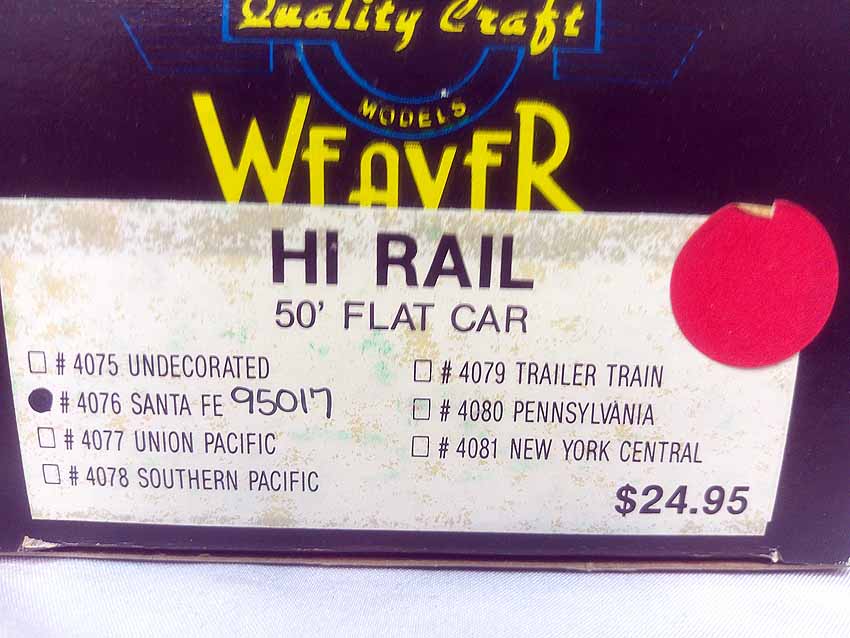 Quality Craft
MODELS
WEAVER
HI RAIL
50' FLAT CAR
# 4075 UNDECORATED
# 4076 SANTA FE 95017
# 4077 UNION PACIFIC
# 4078 SOUTHERN PACIFIC
# 4079 TRAILER TRAIN
# 4080 PENNSYLVANIA
# 4081 NEW YORK CENTRAL
$24.95